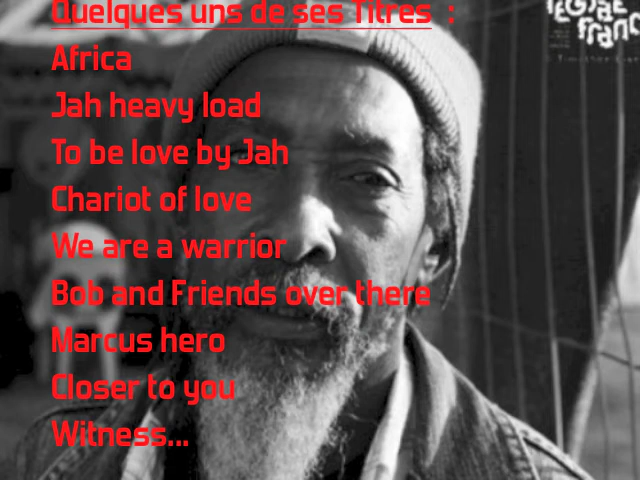 Quelques uns de ses Titres :
Africa
Jah heavy load
To be love by Jah
Chariot of love
We are a warrior
Bob and Friends over there
Marcus hero
Closer to you
Witness...